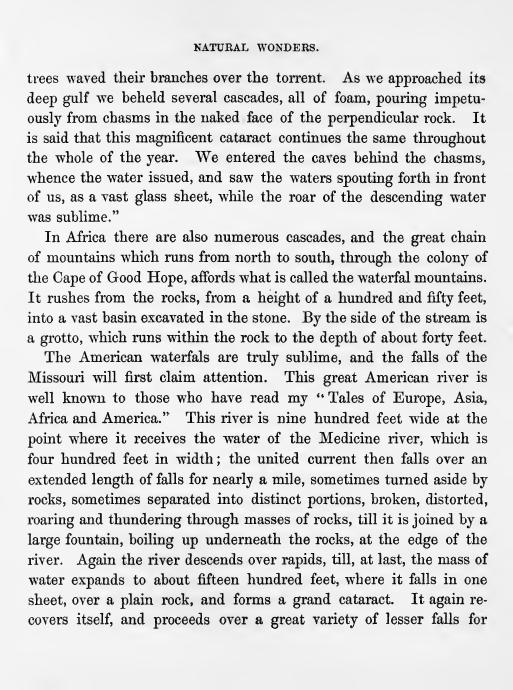 NATURAL WONDERS.
trees waved their branches over the torrent. As we approached its
deep gulf we beheld several cascades, all of foam, pouring impetu-
ously from chasms in the naked face of the perpendicular rock. It
is said that this magnificent cataract continues the same throughout
the whole of the year. We entered the caves behind the chasms,
whence the water issued, and saw the waters spouting forth in front
of us, as a vast glass sheet, while the roar of the descending water
was sublime."
In Africa there are also numerous cascades, and the great chain
of mountains which runs from north to south, through the colony of
the Cape of Good Hope, affords what is called the waterfal mountains.
It rushes from the rocks, from a height of a hundred and fifty feet,
into a vast basin excavated in the stone. By the side of the stream is
a grotto, which runs within the rock to the depth of about forty feet.
The American waterfals are truly sublime, and the falls of the
Missouri will first claim attention. This great American river is
well known to those who have read my "Tales of Europe, Asia,
Africa and America." This river is nine hundred feet wide at the
point where it receives the water of the Medicine river, which is
four hundred feet in width; the united current then falls over an
extended length of falls for nearly a mile, sometimes turned aside by
rocks, sometimes separated into distinct portions, broken, distorted,
roaring and thundering through masses of rocks, till it is joined by a
large fountain, boiling up underneath the rocks, at the edge of the
river. Again the river descends over rapids, till, at last, the mass of
water expands to about fifteen hundred feet, where it falls in one
sheet, over a plain rock, and forms a grand cataract. It again re-
covers itself, and proceeds over a great variety of lesser falls for